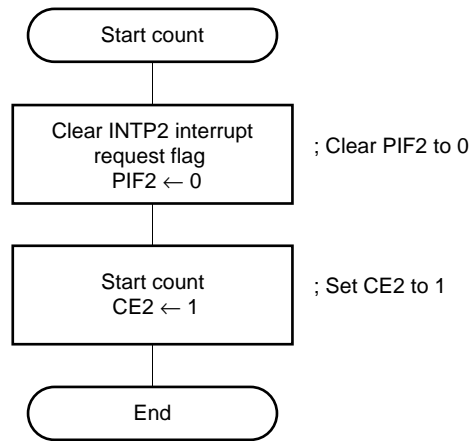 Start count
Clear INTP2 interrupt
request flag
PIF2 ← 0
; Clear PIF2 to 0
Start count
CE2 ← 1
; Set CE2 to 1
End